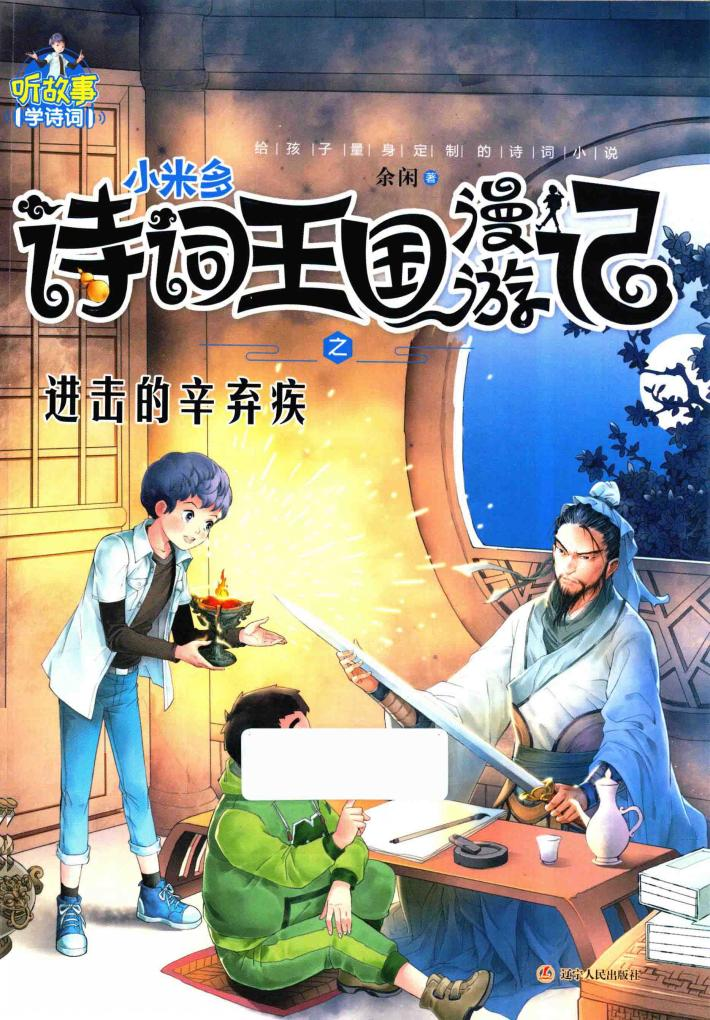 听故事
学诗词
给孩子量身定制的诗词小说
余闲 著
小米多
诗词王国漫游记
之
进击的辛弃疾
辽宁人民出版社